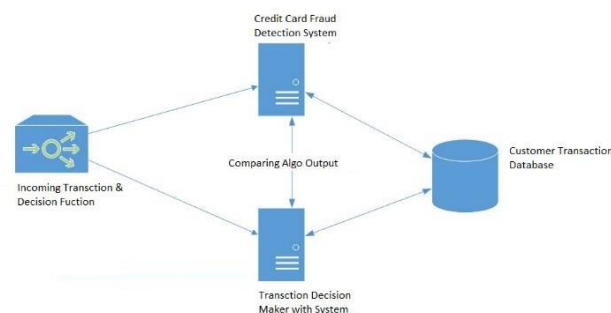 Credit Card Fraud
Detection System
Comparing Algo Output
Customer Transaction
Database
Incoming Transction &
Decision Fuction
Transction Decision
Maker with System